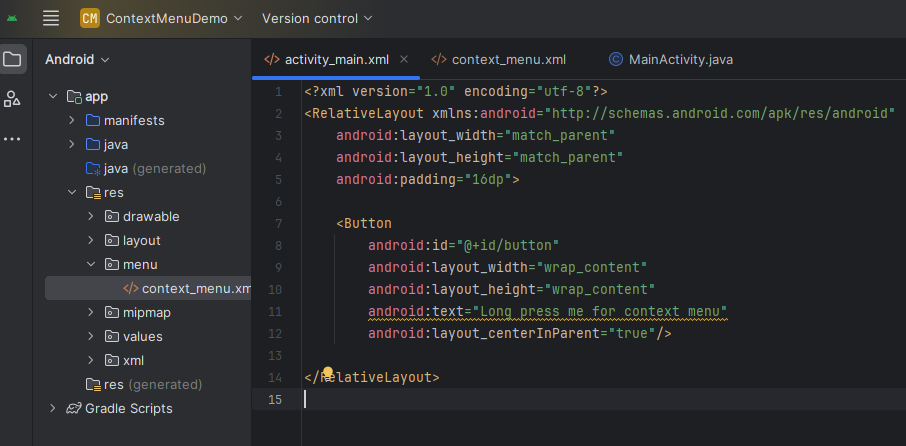 CM ContextMenuDemo Version control
Android
activity_main.xml context_menu.xml MainActivity.java
app
manifests
java
java (generated)
res
drawable
layout
menu
context_menu.xm
mipmap
values
xml
res (generated)
Gradle Scripts
1 <?xml version="1.0" encoding="utf-8"?>
2 <RelativeLayout xmlns:android="http://schemas.android.com/apk/res/android"
3 android:layout_width="match_parent"
4 android:layout_height="match_parent"
5 android:padding="16dp">
6
7 <Button
8 android:id="@+id/button"
9 android:layout_width="wrap_content"
10 android:layout_height="wrap_content"
11 android:text="Long press me for context menu"
12 android:layout_centerInParent="true"/>
13
14 </RelativeLayout>
15